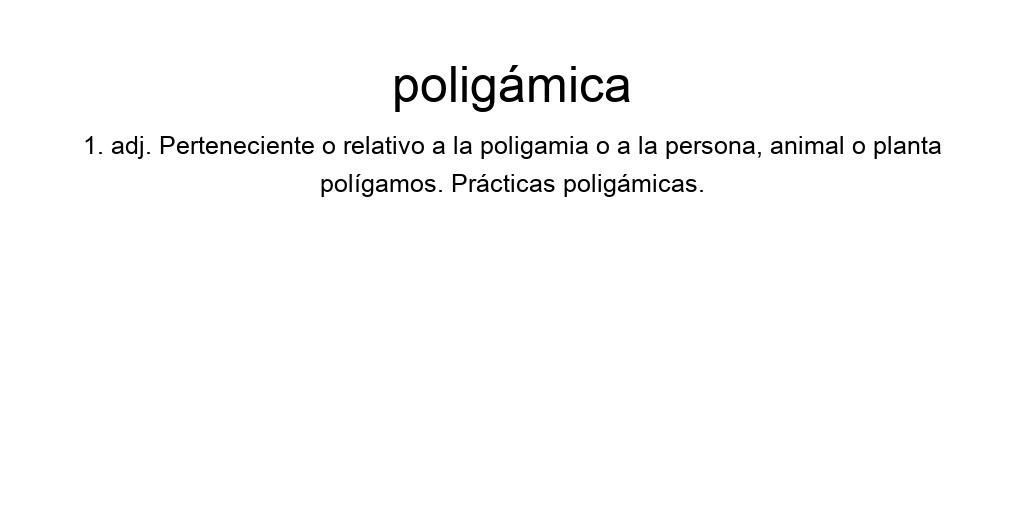 poligámica
1. adj. Perteneciente o relativo a la poligamia o a la persona, animal o planta
polígamos. Prácticas poligámicas.